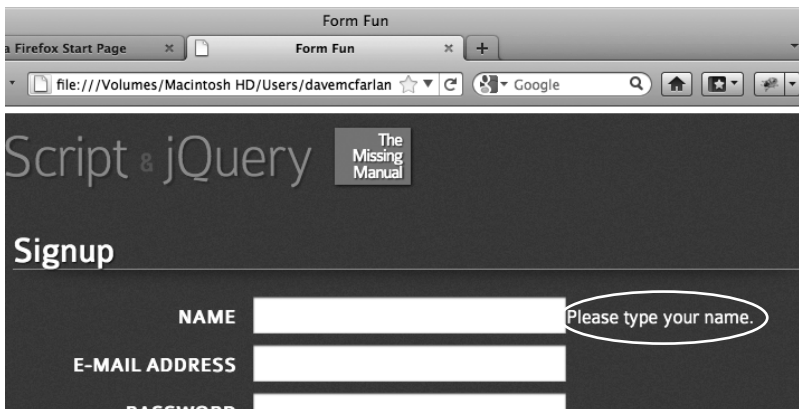 Form Fun
a Firefox Start Page
Form Fun
file:///Volumes/Macintosh HD/Users/davemcfarlan
Google
Script & jQuery
The
Missing
Manual
Signup
NAME
Please type your name.
E-MAIL ADDRESS
PASSWORD